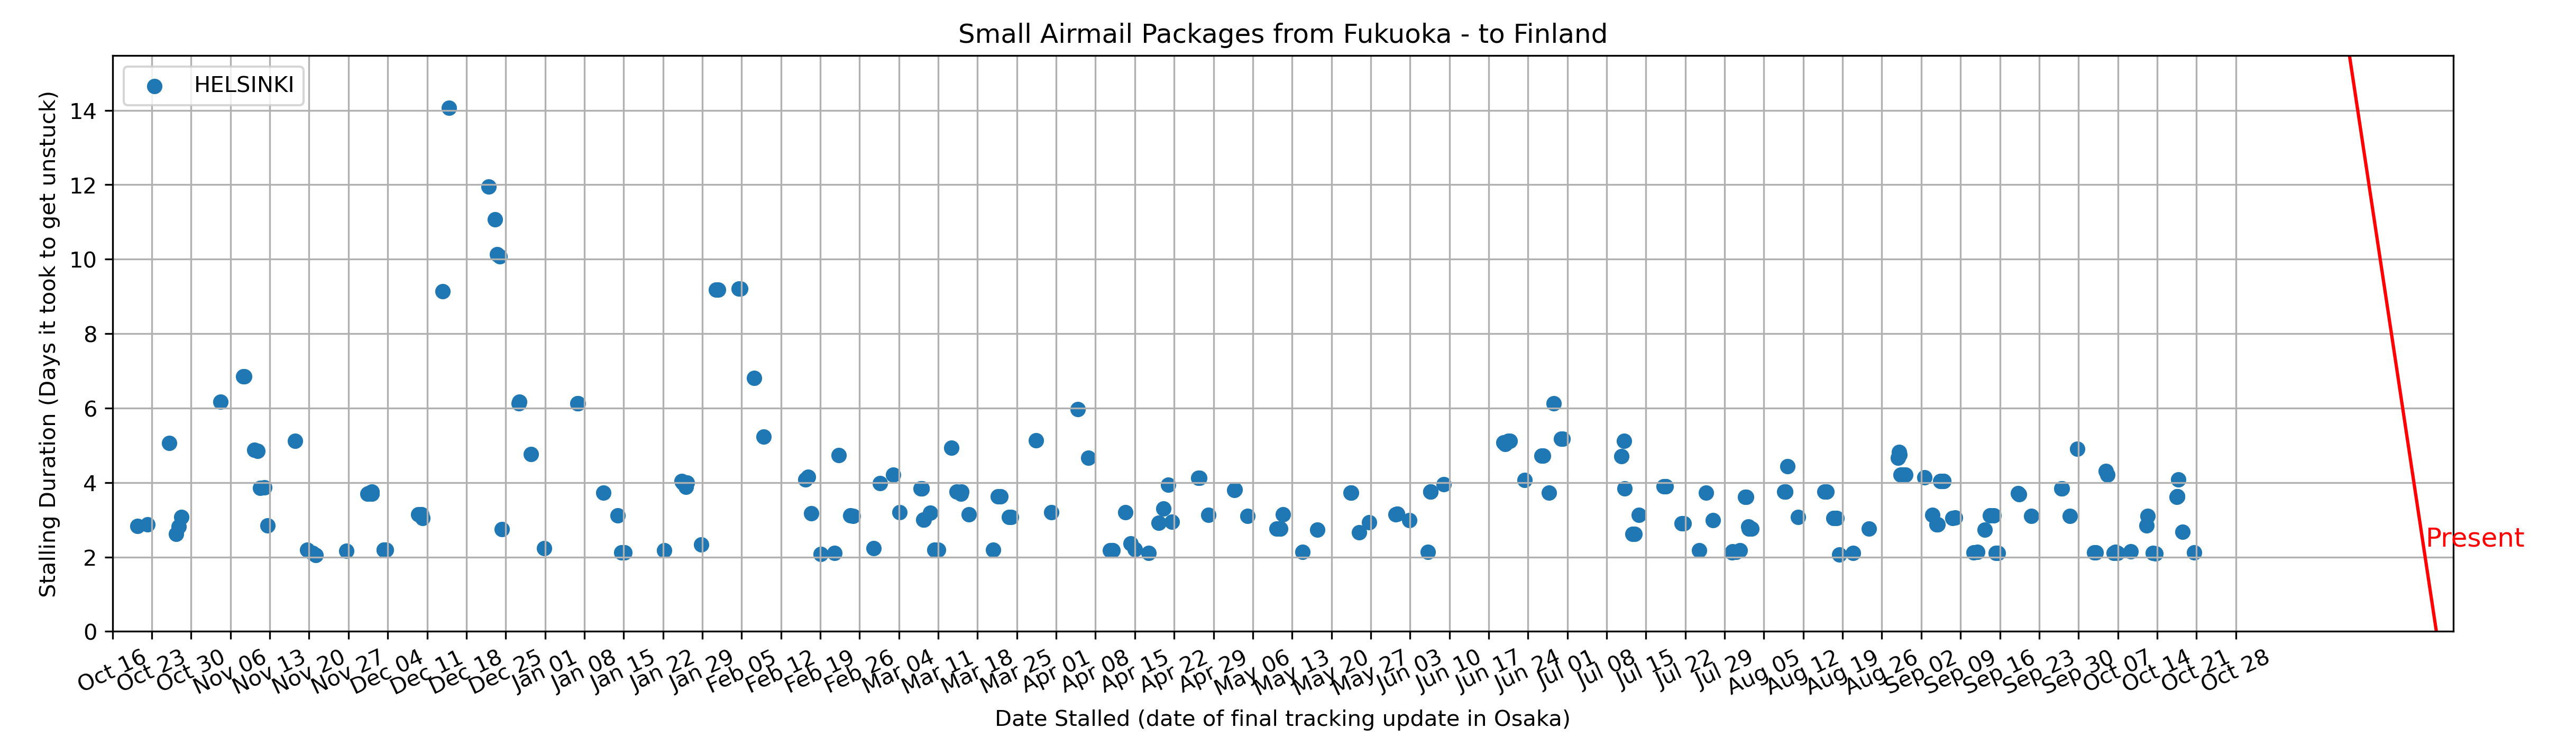 Small Airmail Packages from Fukuoka - to Finland
HELSINKI
Stalling Duration (Days it took to get unstuck)
14
12
10
8
6
4
2
0
Present
Oct 16
Oct 23
Oct 30
Nov 06
Nov 13
Nov 20
Nov 27
Dec 04
Dec 11
Dec 18
Dec 25
Jan 01
Jan 08
Jan 15
Jan 22
Jan 29
Feb 05
Feb 12
Feb 19
Feb 26
Mar 04
Mar 11
Mar 18
Mar 25
Apr 01
Apr 08
Apr 15
Apr 22
Apr 29
May 06
May 13
May 20
May 27
Jun 03
Jun 10
Jun 17
Jun 24
Jul 01
Jul 08
Jul 15
Jul 22
Jul 29
Aug 05
Aug 12
Aug 19
Aug 26
Sep 02
Sep 09
Sep 16
Sep 23
Sep 30
Oct 07
Oct 14
Oct 21
Oct 28
Date Stalled (date of final tracking update in Osaka)